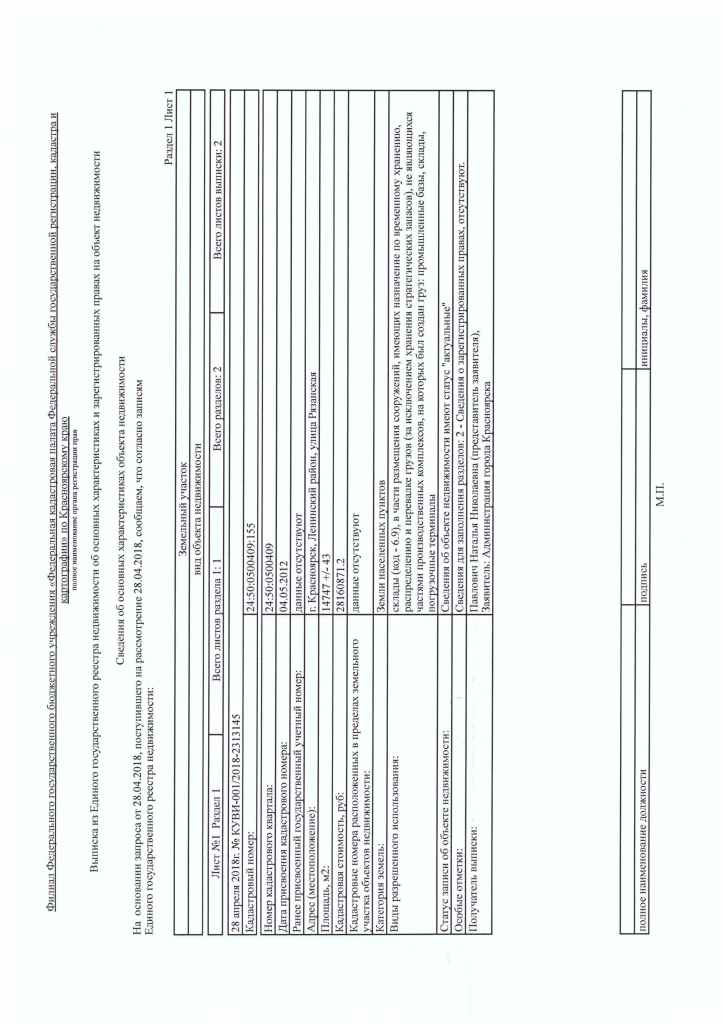 Филиал Федерального государственного бюджетного учреждения «Федеральная кадастровая палата Федеральной службы государственной регистрации, кадастра и
картографии» по Красноярскому краю
полное наименование органа регистрации прав
Выписка из Единого государственного реестра недвижимости об основных характеристиках и зарегистрированных правах на объект недвижимости
Сведения об основных характеристиках объекта недвижимости
На основании запроса от 28.04.2018, поступившего на рассмотрение 28.04.2018, сообщаем, что согласно записям
Единого государственного реестра недвижимости:
Раздел 1 Лист 1
Земельный участок
вид объекта недвижимости
Лист №1 Раздел 1 Всего листов раздела 1: 1 Всего разделов: 2 Всего листов выписки: 2
28 апреля 2018г. № КУВИ-001/2018-2313145
Кадастровый номер: 24:50:0500409:155
Номер кадастрового квартала: 24:50:0500409
Дата присвоения кадастрового номера: 04.05.2012
Ранее присвоенный государственный учетный номер: данные отсутствуют
Адрес (местоположение): г. Красноярск, Ленинский район, улица Рязанская
Площадь, м2: 14747 +/- 43
Кадастровая стоимость, руб: 28160871.2
Кадастровые номера расположенных в пределах земельного данные отсутствуют
участка объектов недвижимости:
Категория земель: Земли населенных пунктов
Виды разрешенного использования: склады (код - 6.9), в части размещения сооружений, имеющих назначение по временному хранению,
распределению и перевалке грузов (за исключением хранения стратегических запасов), не являющихся
частями производственных комплексов, на которых был создан груз: промышленные базы, склады,
погрузочные терминалы
Статус записи об объекте недвижимости: Сведения об объекте недвижимости имеют статус "актуальные"
Особые отметки: Сведения для заполнения разделов: 2 - Сведения о зарегистрированных правах, отсутствуют.
Получатель выписки: Павлович Наталья Николаевна (представитель заявителя),
Заявитель: Администрация города Красноярска
полное наименование должности подпись инициалы, фамилия
М.П.